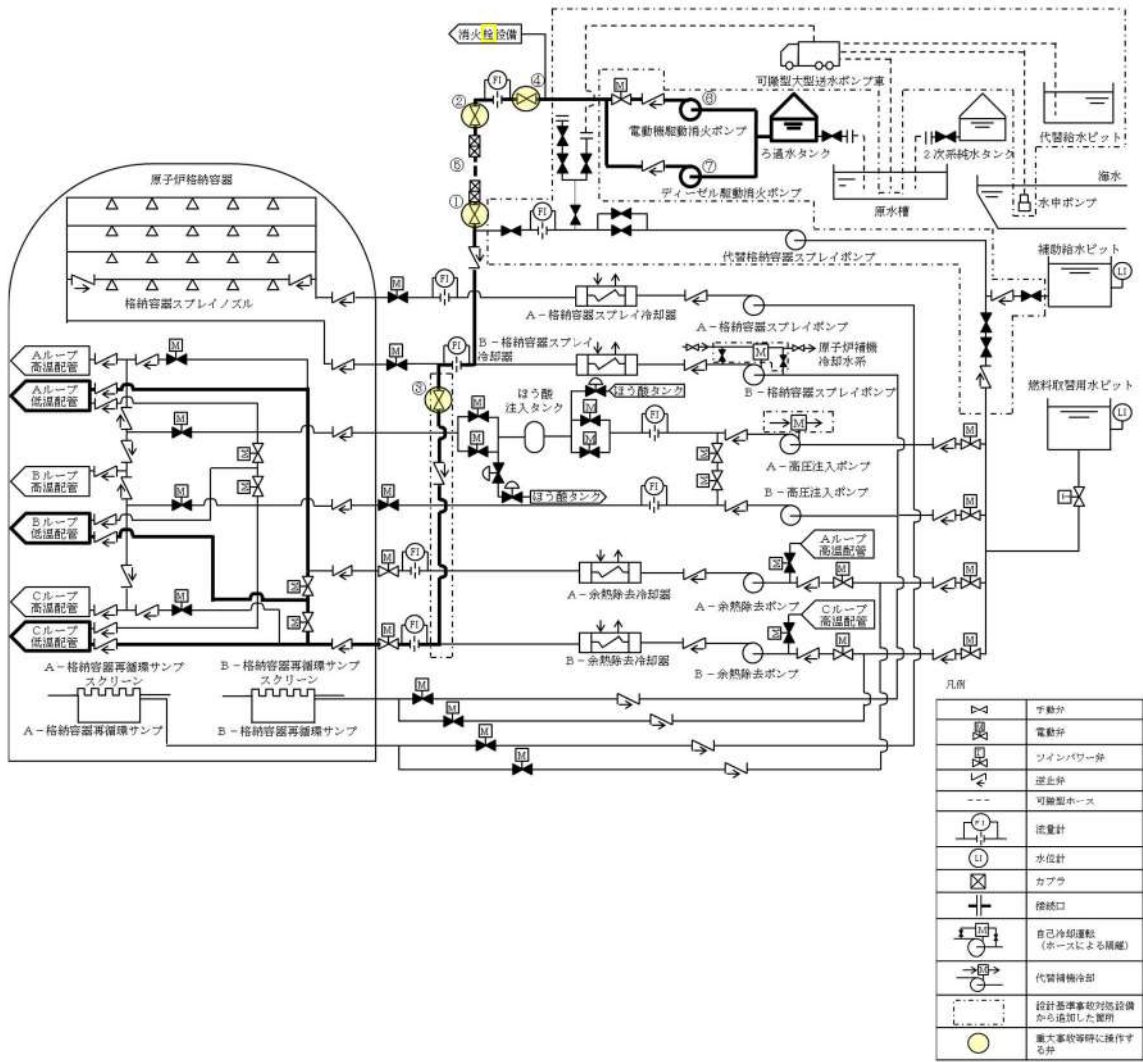 消火栓設備
FI
④
M
⑥
②
電動機駆動消火ポンプ
可搬型大型送水ポンプ車
代替給水ピット
ろ過水タンク
2次系純水タンク
⑤
⑦
ディーゼル駆動消火ポンプ
海水
原子炉格納容器
①
FI
原水槽
水中ポンプ
補助給水ピット
LI
代替格納容器スプレイポンプ
格納容器スプレイノズル
M
FI
A-格納容器スプレイ冷却器
A-格納容器スプレイポンプ
B-格納容器スプレイ
冷却器
M
FI
M
原子炉補機
冷却水系
B-格納容器スプレイポンプ
燃料取替用水ピット
LI
Aループ
高温配管
M
Aループ
低温配管
③
ほう酸
注入タンク
M
ほう酸タンク
M
M
M
M
FI
M
M
A-高圧注入ポンプ
M
M
M
Bループ
高温配管
M
M
M
ほう酸タンク
FI
M
B-高圧注入ポンプ
M
T
Bループ
低温配管
M
FI
Aループ
高温配管
M
M
M
A-余熱除去冷却器
A-余熱除去ポンプ
M
Cループ
高温配管
M
M
FI
Cループ
高温配管
M
M
M
Cループ
低温配管
B-余熱除去冷却器
B-余熱除去ポンプ
A-格納容器再循環サンプ
スクリーン
B-格納容器再循環サンプ
スクリーン
A-格納容器再循環サンプ
B-格納容器再循環サンプ
M
M
M
M
凡例
手動弁
M
電動弁
ツインパワー弁
逆止弁
可搬型ホース
FI
流量計
LI
水位計
カプラ
接続口
M
自己冷却運転
(ホースによる隔離)
M
代替補機冷却
設計基準事故対処設備
から追加した箇所
重大事故等時に操作す
る弁